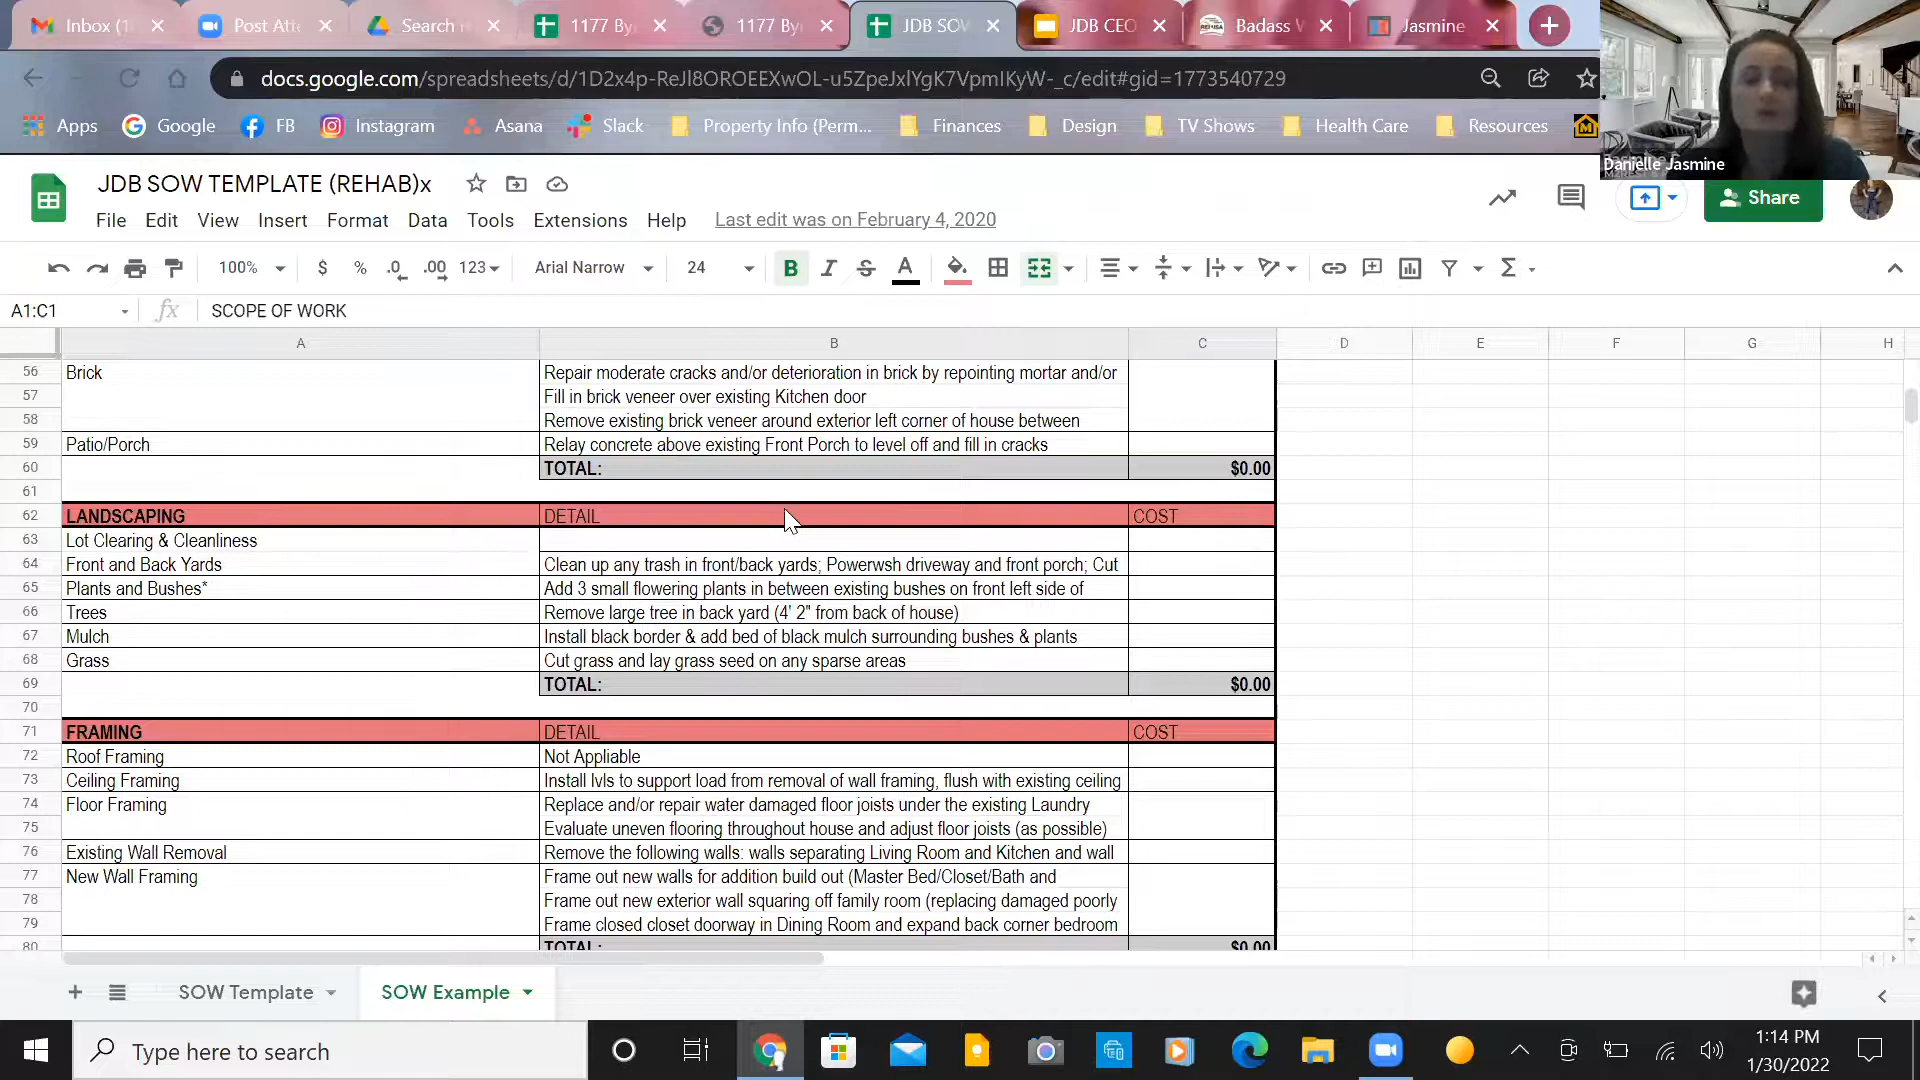 Inbox (1
Post Atte
Search r
1177 By
1177 By
JDB SOW
JDB CEO
Badass W
Jasmine
docs.google.com/spreadsheets/d/1D2x4p-ReJl8OROEEXwOL-u5ZpeJxlYgK7VpmIKyW-_c/edit#gid=1773540729
Apps Google FB Instagram Asana Slack Property Info (Perm... Finances Design TV Shows Health Care Resources
Danielle Jasmine
JDB SOW TEMPLATE (REHAB)x
File Edit View Insert Format Data Tools Extensions Help Last edit was on February 4, 2020
Share
100% $ % .0 .00 123 Arial Narrow 24 B I S A
A1:C1 fx SCOPE OF WORK
A B C D E F G H
56 Brick Repair moderate cracks and/or deterioration in brick by repointing mortar and/or
57 Fill in brick veneer over existing Kitchen door
58 Remove existing brick veneer around exterior left corner of house between
59 Patio/Porch Relay concrete above existing Front Porch to level off and fill in cracks
60 TOTAL: $0.00
61
62 LANDSCAPING DETAIL COST
63 Lot Clearing & Cleanliness
64 Front and Back Yards Clean up any trash in front/back yards; Powerwsh driveway and front porch; Cut
65 Plants and Bushes* Add 3 small flowering plants in between existing bushes on front left side of
66 Trees Remove large tree in back yard (4' 2" from back of house)
67 Mulch Install black border & add bed of black mulch surrounding bushes & plants
68 Grass Cut grass and lay grass seed on any sparse areas
69 TOTAL: $0.00
70
71 FRAMING DETAIL COST
72 Roof Framing Not Appliable
73 Ceiling Framing Install lvls to support load from removal of wall framing, flush with existing ceiling
74 Floor Framing Replace and/or repair water damaged floor joists under the existing Laundry
75 Evaluate uneven flooring throughout house and adjust floor joists (as possible)
76 Existing Wall Removal Remove the following walls: walls separating Living Room and Kitchen and wall
77 New Wall Framing Frame out new walls for addition build out (Master Bed/Closet/Bath and
78 Frame out new exterior wall squaring off family room (replacing damaged poorly
79 Frame closed closet doorway in Dining Room and expand back corner bedroom
80 TOTAL: $0.00
SOW Template SOW Example
Type here to search
1:14 PM
1/30/2022